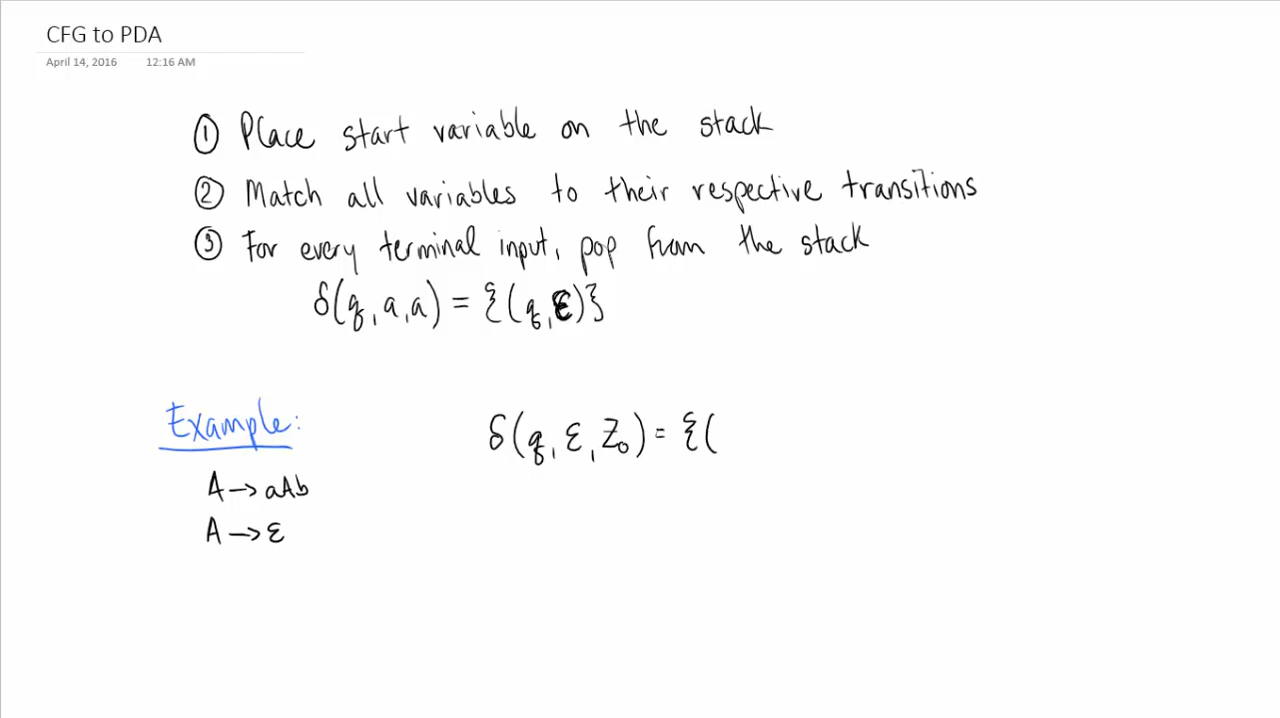 CFG to PDA
April 14, 2016 12:16 AM
① Place start variable on the stack
② Match all variables to their respective transitions
③ For every terminal input, pop from the stack
δ(q, a, a) = {(q, ε)}
Example:
δ(q, ε, Z₀) = {(
A → aAb
A → ε